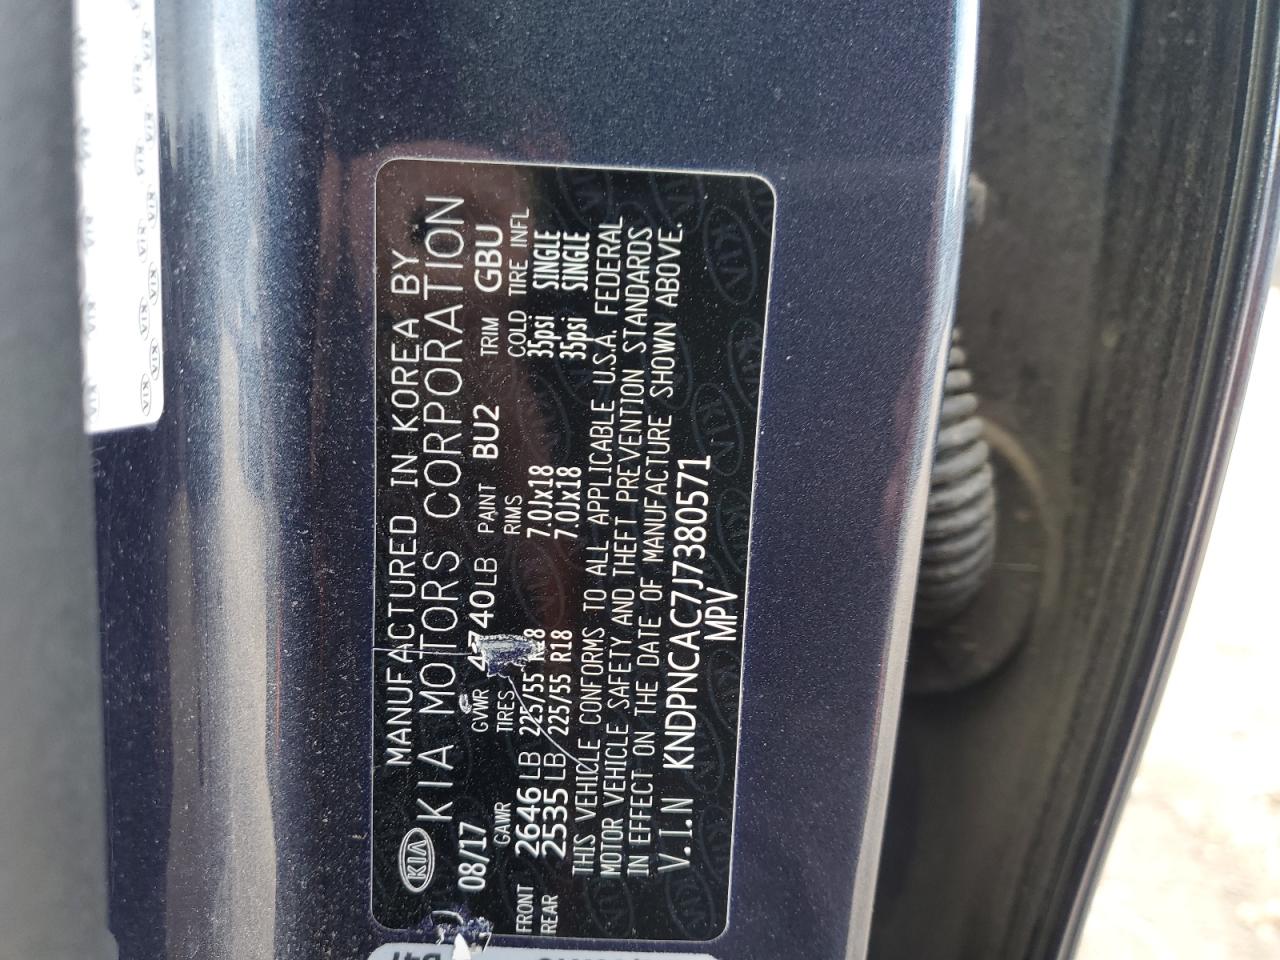 KIA
MANUFACTURED IN KOREA BY
KIA MOTORS CORPORATION
08/17 GVWR 4740LB PAINT BU2 TRIM GBU
GAWR TIRES RIMS COLD TIRE INFL
FRONT 2646 LB 225/55 R18 7.0Jx18 35psi SINGLE
REAR 2535 LB 225/55 R18 7.0Jx18 35psi SINGLE
THIS VEHICLE CONFORMS TO ALL APPLICABLE U.S.A. FEDERAL
MOTOR VEHICLE SAFETY AND THEFT PREVENTION STANDARDS
IN EFFECT ON THE DATE OF MANUFACTURE SHOWN ABOVE.
V.I.N KNDPNCAC7J7380571
MPV